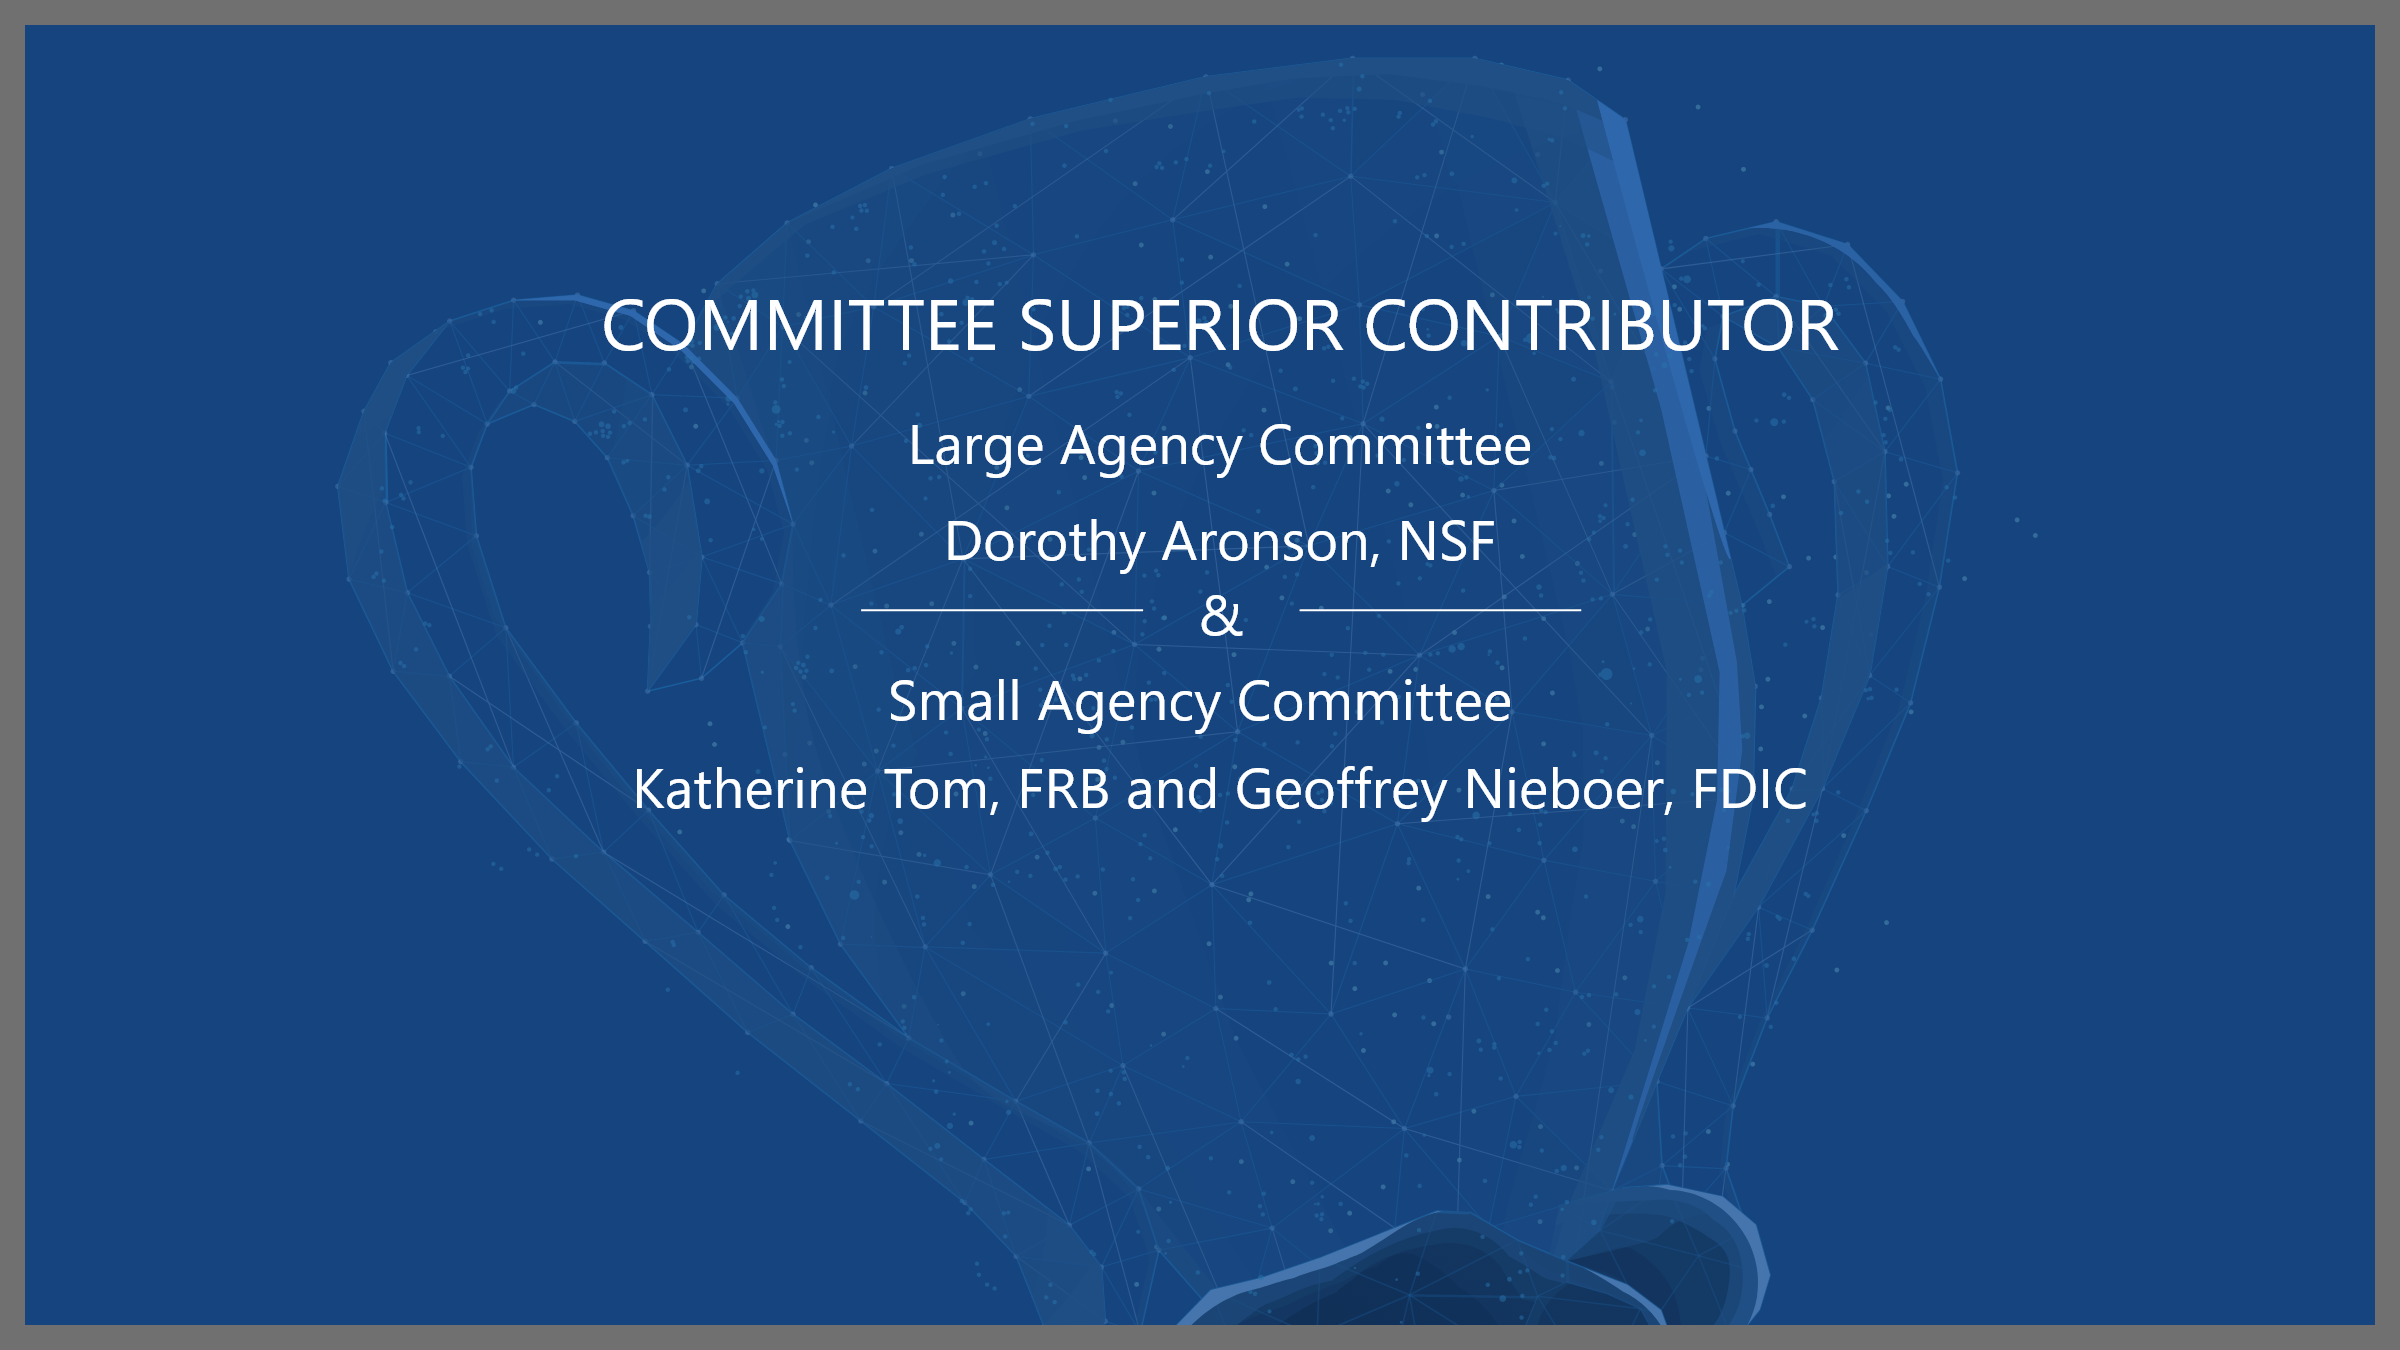 COMMITTEE SUPERIOR CONTRIBUTOR
Large Agency Committee
Dorothy Aronson, NSF
&
Small Agency Committee
Katherine Tom, FRB and Geoffrey Nieboer, FDIC